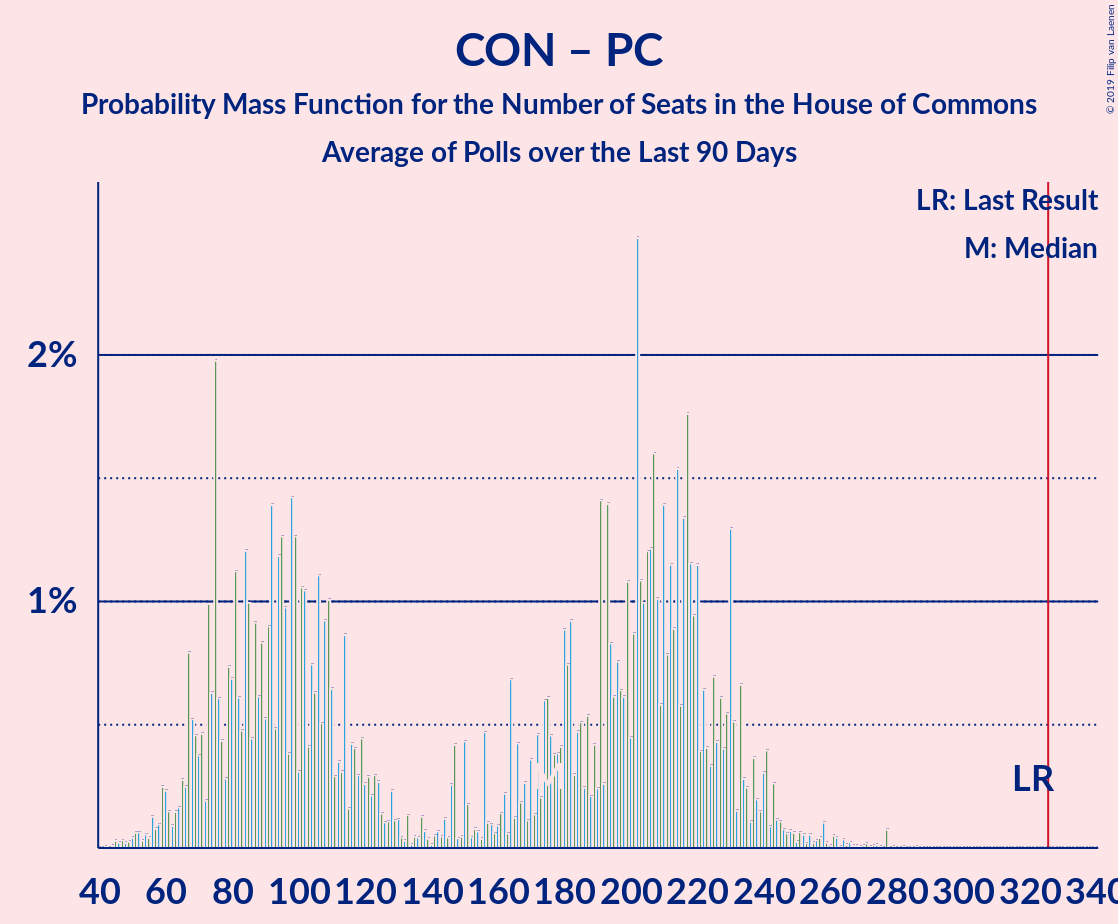 CON – PC
Probability Mass Function for the Number of Seats in the House of Commons
Average of Polls over the Last 90 Days
© 2019 Filip van Laenen
LR: Last Result
M: Median
2%
1%
LR
M
40 60 80 100 120 140 160 180 200 220 240 260 280 300 320 340